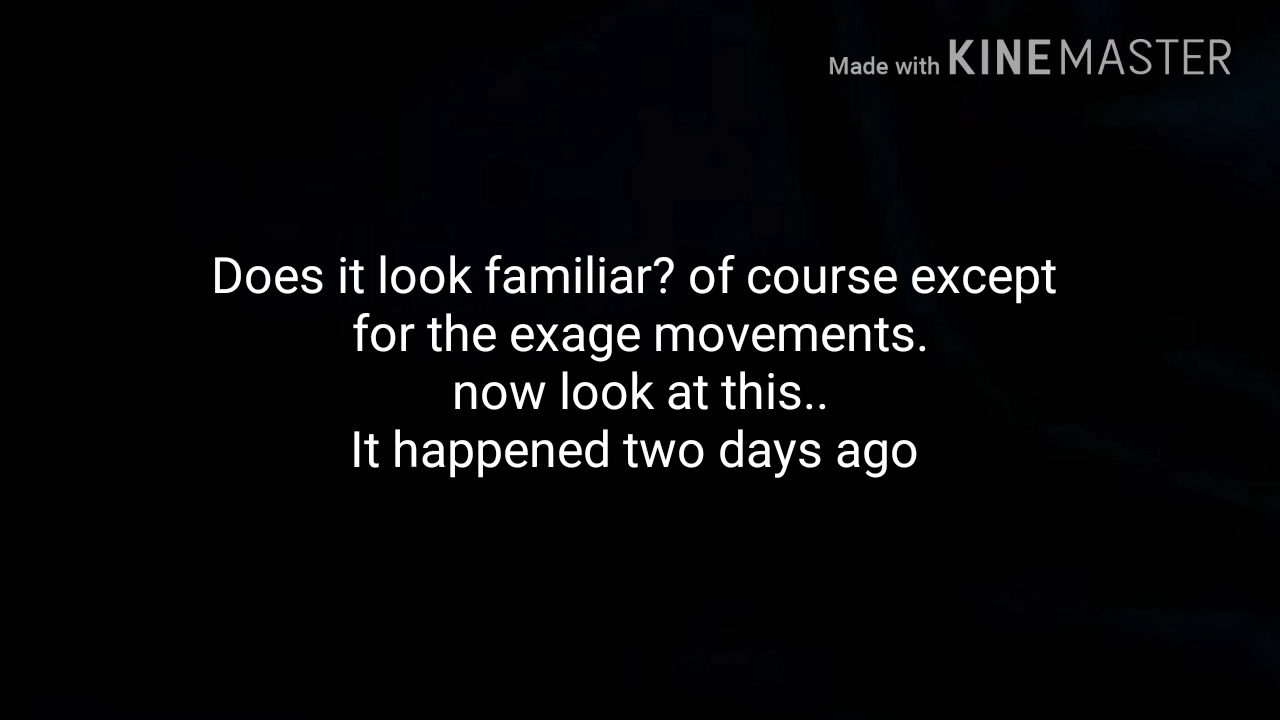 Made with KINEMASTER
Does it look familiar? of course except
for the exage movements.
now look at this..
It happened two days ago